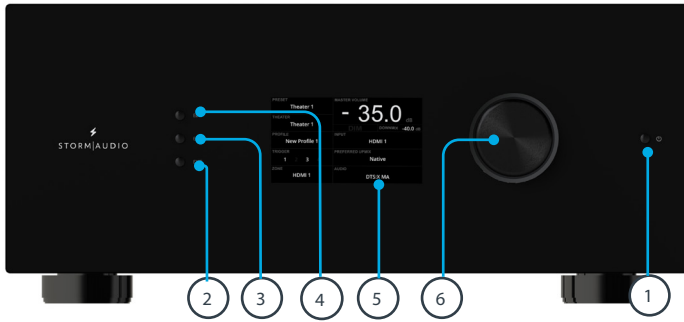 PRESET
Theater 1
THEATER
Theater 1
PROFILE
New Profile 1
TRIGGER
1 3
ZONE
HDMI 1
MASTER VOLUME
- 35.0 dB
DIM
DOWNMIX -40.0 dB
INPUT
HDMI 1
PREFERRED UPMIX
Native
AUDIO
DTS:X MA
STORM|AUDIO
2
3
4
5
6
1